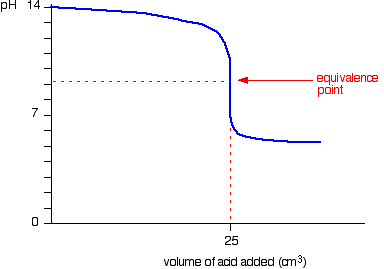 pH 14
equivalence
point
7
0
25
volume of acid added (cm³)